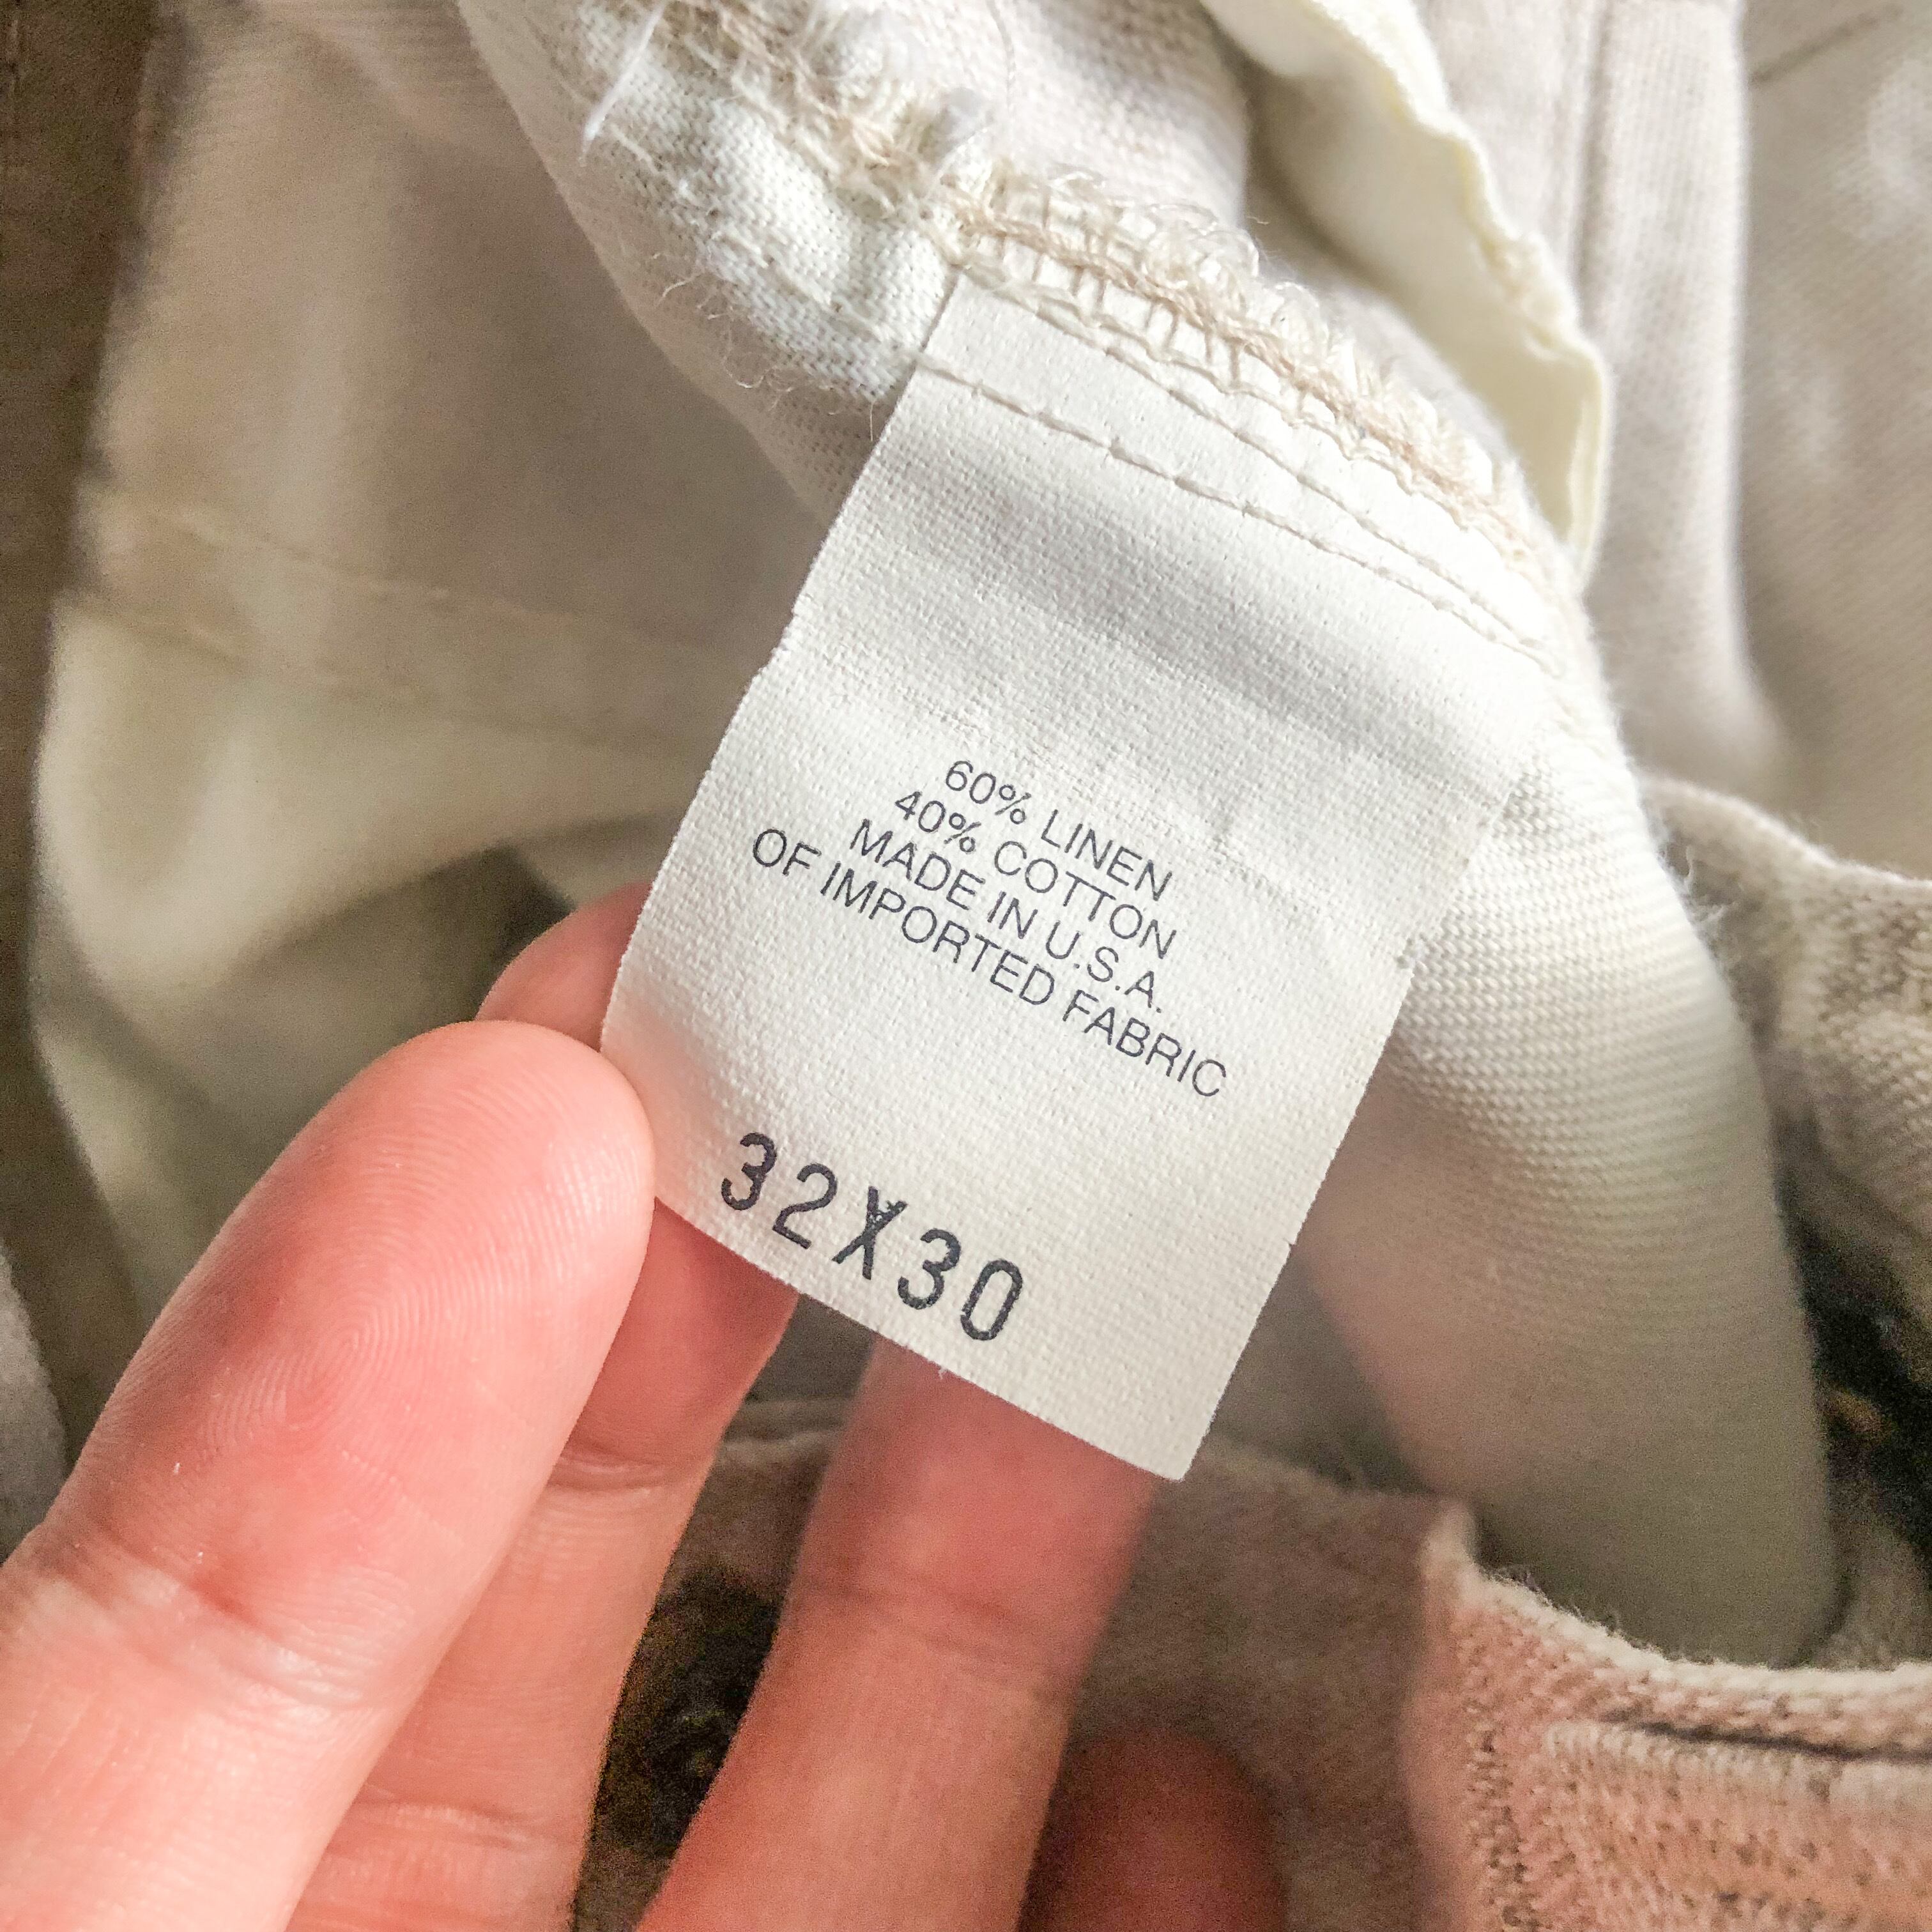 60% LINEN
40% COTTON
MADE IN U.S.A.
OF IMPORTED FABRIC
32X30